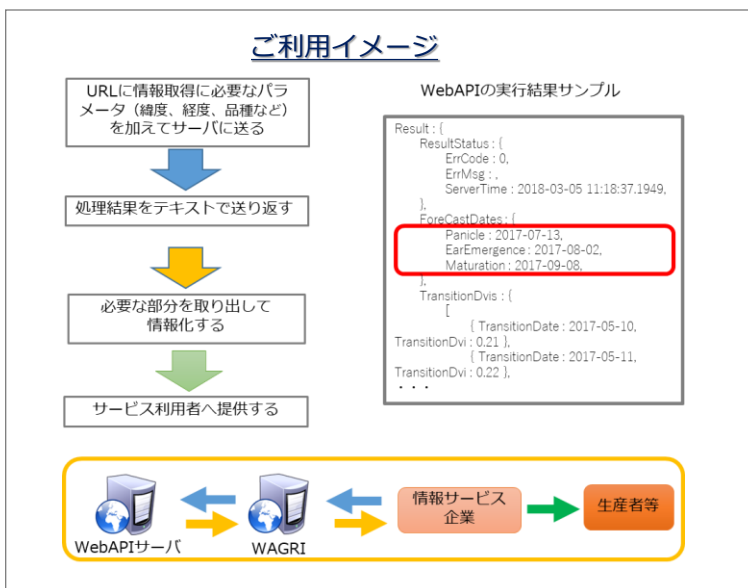 ご利用イメージ
URLに情報取得に必要なパラ
メータ（緯度、経度、品種など）
を加えてサーバに送る
処理結果をテキストで送り返す
必要な部分を取り出して
情報化する
サービス利用者へ提供する
WebAPIの実行結果サンプル
Result : {
ResultStatus : {
ErrCode : 0,
ErrMsg : ,
ServerTime : 2018-03-05 11:18:37.1949,
},
ForeCastDates : {
Panicle : 2017-07-13,
EarEmergence : 2017-08-02,
Maturation : 2017-09-08,
},
TransitionDvis : {
[
{ TransitionDate : 2017-05-10,
TransitionDvi : 0.21 },
{ TransitionDate : 2017-05-11,
TransitionDvi : 0.22 },
・・・
WebAPIサーバ
WAGRI
情報サービス
企業
生産者等